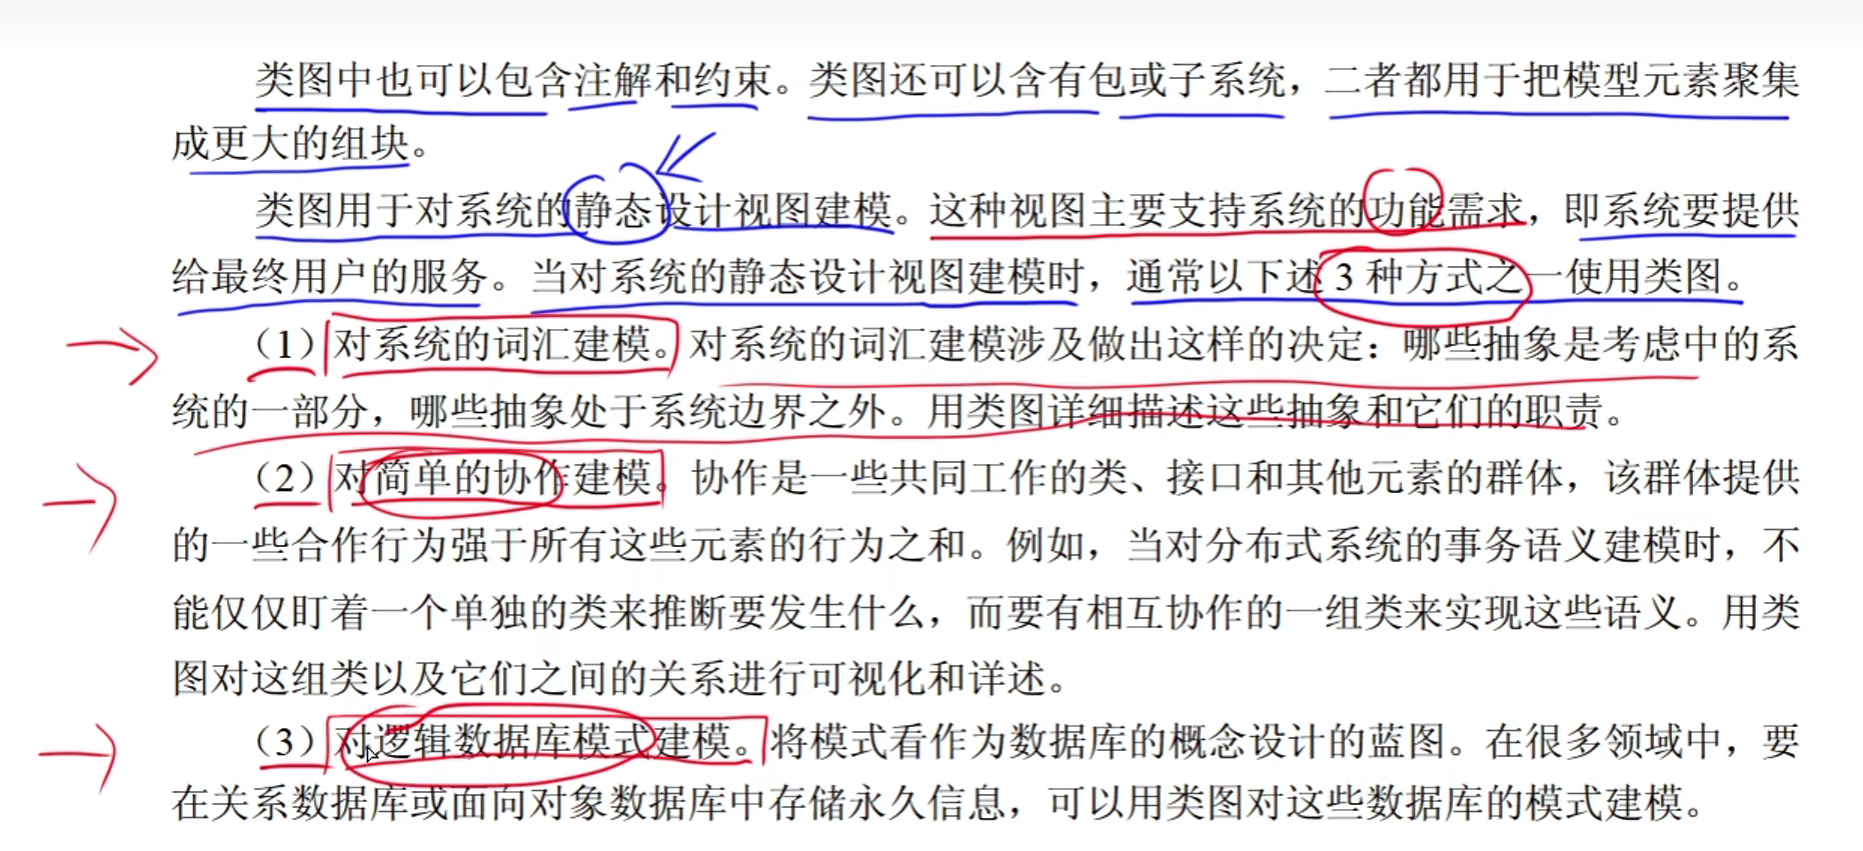 类图中也可以包含注解和约束。类图还可以含有包或子系统，二者都用于把模型元素聚集
成更大的组块。
类图用于对系统的静态设计视图建模。这种视图主要支持系统的功能需求，即系统要提供
给最终用户的服务。当对系统的静态设计视图建模时，通常以下述 3 种方式之一使用类图。
（1）对系统的词汇建模。对系统的词汇建模涉及做出这样的决定：哪些抽象是考虑中的系
统的一部分，哪些抽象处于系统边界之外。用类图详细描述这些抽象和它们的职责。
（2）对简单的协作建模。协作是一些共同工作的类、接口和其他元素的群体，该群体提供
的一些合作行为强于所有这些元素的行为之和。例如，当对分布式系统的事务语义建模时，不
能仅仅盯着一个单独的类来推断要发生什么，而要有相互协作的一组类来实现这些语义。用类
图对这组类以及它们之间的关系进行可视化和详述。
（3）对逻辑数据库模式建模。将模式看作为数据库的概念设计的蓝图。在很多领域中，要
在关系数据库或面向对象数据库中存储永久信息，可以用类图对这些数据库的模式建模。